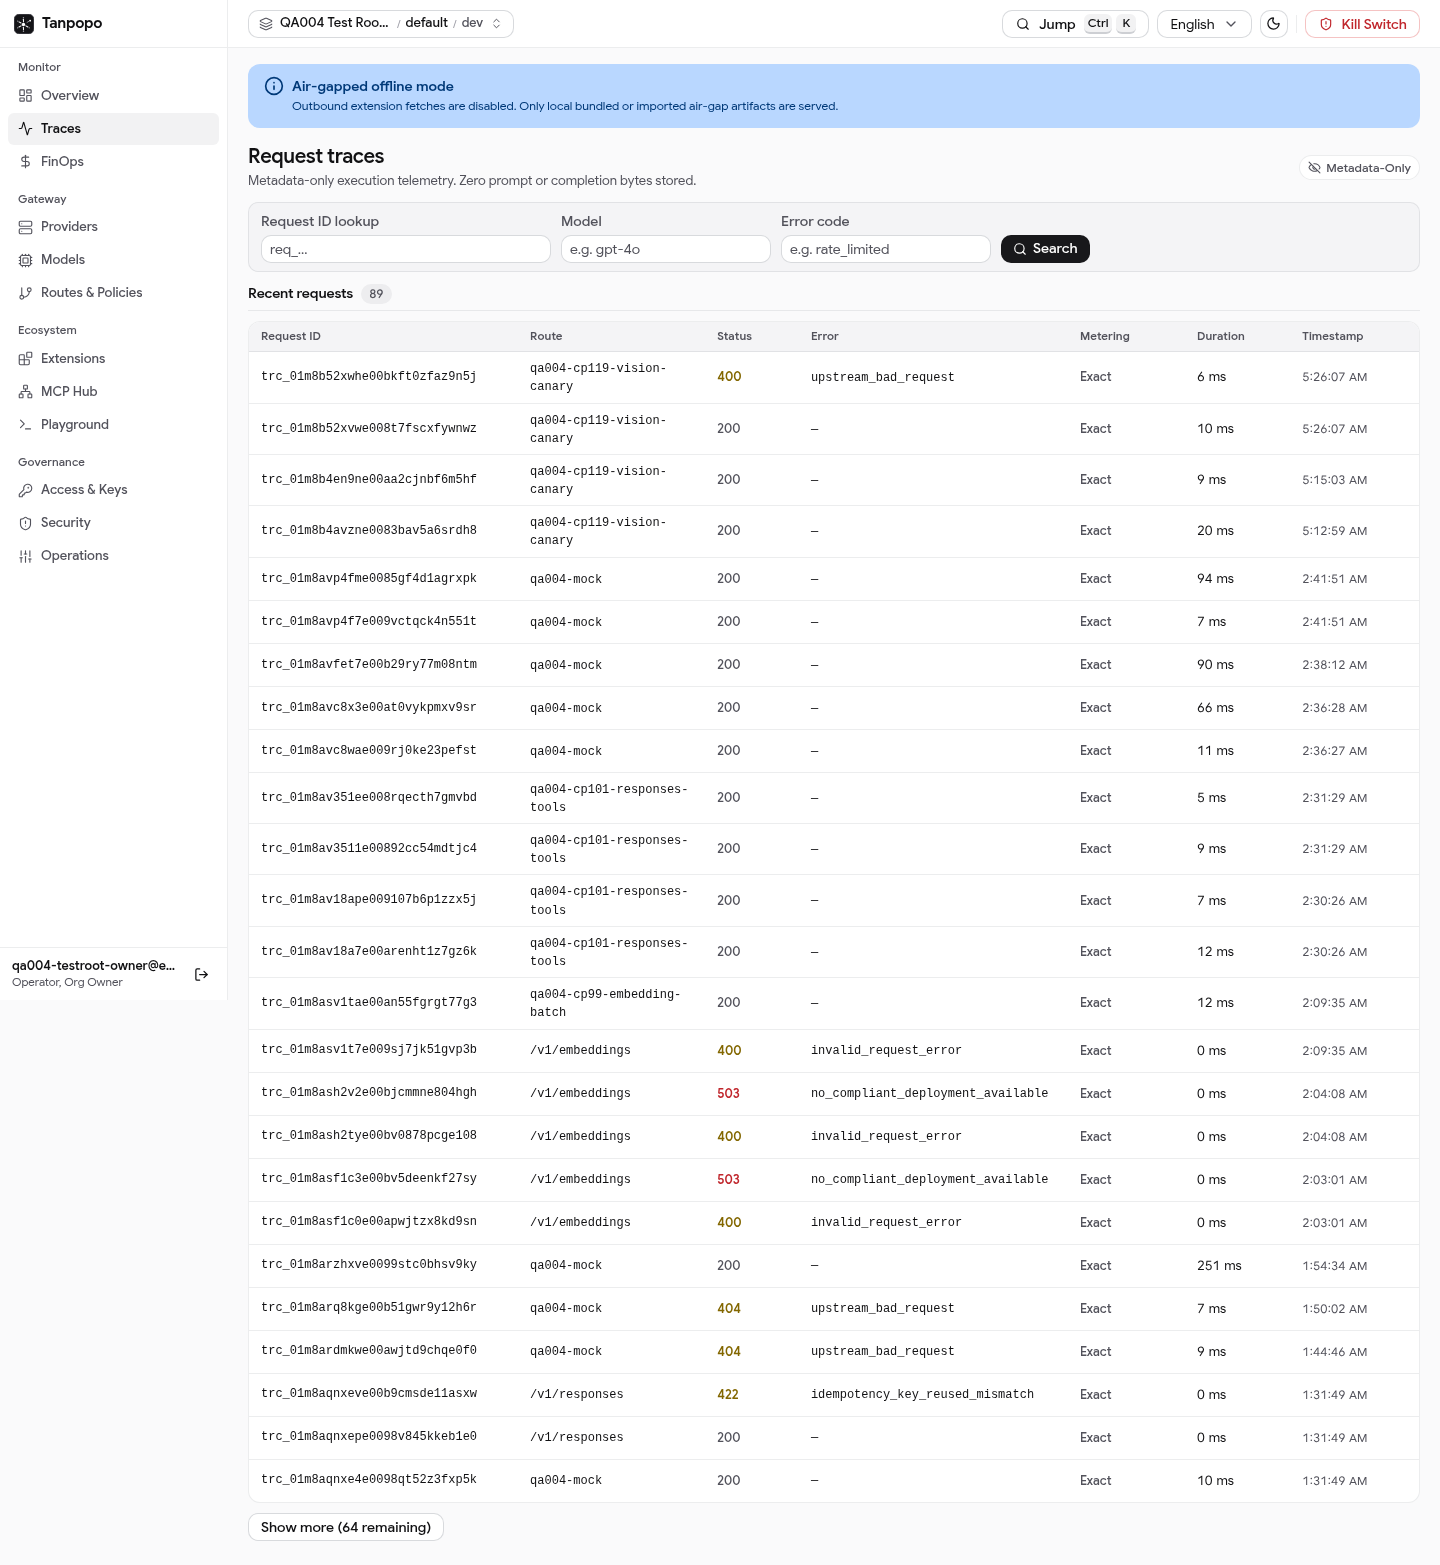 Tanpopo
QA004 Test Roo... / default / dev
Jump Ctrl K
English
Kill Switch
Monitor
Overview
Traces
FinOps
Gateway
Providers
Models
Routes & Policies
Ecosystem
Extensions
MCP Hub
Playground
Governance
Access & Keys
Security
Operations
qa004-testroot-owner@e...
Operator, Org Owner
Air-gapped offline mode
Outbound extension fetches are disabled. Only local bundled or imported air-gap artifacts are served.
Request traces
Metadata-only execution telemetry. Zero prompt or completion bytes stored.
Metadata-Only
Request ID lookup Model Error code
req_... e.g. gpt-4o e.g. rate_limited Search
Recent requests 89
Request ID Route Status Error Metering Duration Timestamp
trc_01m8b52xwhe00bkft0zfaz9n5j qa004-cp119-vision-canary 400 upstream_bad_request Exact 6 ms 5:26:07 AM
trc_01m8b52xvwe008t7fscxfywnwz qa004-cp119-vision-canary 200 — Exact 10 ms 5:26:07 AM
trc_01m8b4en9ne00aa2cjnbf6m5hf qa004-cp119-vision-canary 200 — Exact 9 ms 5:15:03 AM
trc_01m8b4avzne0083bav5a6srdh8 qa004-cp119-vision-canary 200 — Exact 20 ms 5:12:59 AM
trc_01m8avp4fme0085gf4d1agrxpk qa004-mock 200 — Exact 94 ms 2:41:51 AM
trc_01m8avp4f7e009vctqck4n551t qa004-mock 200 — Exact 7 ms 2:41:51 AM
trc_01m8avfet7e00b29ry77m08ntm qa004-mock 200 — Exact 90 ms 2:38:12 AM
trc_01m8avc8x3e00at0vykpmxv9sr qa004-mock 200 — Exact 66 ms 2:36:28 AM
trc_01m8avc8wae009rj0ke23pefst qa004-mock 200 — Exact 11 ms 2:36:27 AM
trc_01m8av351ee008rqecth7gmvbd qa004-cp101-responses-tools 200 — Exact 5 ms 2:31:29 AM
trc_01m8av3511e00892cc54mdtjc4 qa004-cp101-responses-tools 200 — Exact 9 ms 2:31:29 AM
trc_01m8av18ape009107b6p1zzx5j qa004-cp101-responses-tools 200 — Exact 7 ms 2:30:26 AM
trc_01m8av18a7e00arenht1z7gz6k qa004-cp101-responses-tools 200 — Exact 12 ms 2:30:26 AM
trc_01m8asv1tae00an55fgrgt77g3 qa004-cp99-embedding-batch 200 — Exact 12 ms 2:09:35 AM
trc_01m8asv1t7e009sj7jk51gvp3b /v1/embeddings 400 invalid_request_error Exact 0 ms 2:09:35 AM
trc_01m8ash2v2e00bjcmmne804hgh /v1/embeddings 503 no_compliant_deployment_available Exact 0 ms 2:04:08 AM
trc_01m8ash2tye00bv0878pcge108 /v1/embeddings 400 invalid_request_error Exact 0 ms 2:04:08 AM
trc_01m8asf1c3e00bv5deenkf27sy /v1/embeddings 503 no_compliant_deployment_available Exact 0 ms 2:03:01 AM
trc_01m8asf1c0e00apwjtzx8kd9sn /v1/embeddings 400 invalid_request_error Exact 0 ms 2:03:01 AM
trc_01m8arzhxve0099stc0bhsv9ky qa004-mock 200 — Exact 251 ms 1:54:34 AM
trc_01m8arq8kge00b51gwr9y12h6r qa004-mock 404 upstream_bad_request Exact 7 ms 1:50:02 AM
trc_01m8ardmkwe00awjtd9chqe0f0 qa004-mock 404 upstream_bad_request Exact 9 ms 1:44:46 AM
trc_01m8aqnxeve00b9cmsde11asxw /v1/responses 422 idempotency_key_reused_mismatch Exact 0 ms 1:31:49 AM
trc_01m8aqnxepe0098v845kkeb1e0 /v1/responses 200 — Exact 0 ms 1:31:49 AM
trc_01m8aqnxe4e0098qt52z3fxp5k qa004-mock 200 — Exact 10 ms 1:31:49 AM
Show more (64 remaining)